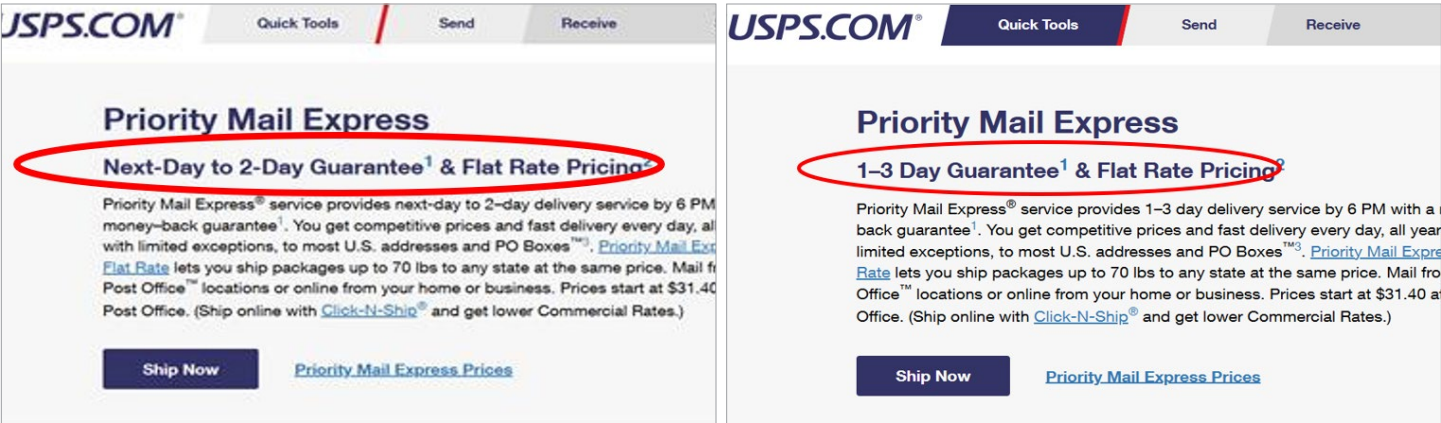 USPS.COM®
Quick Tools
Send
Receive
Priority Mail Express
Next-Day to 2-Day Guarantee1 & Flat Rate Pricing2
Priority Mail Express® service provides next-day to 2–day delivery service by 6 PM
money–back guarantee1. You get competitive prices and fast delivery every day, al
with limited exceptions, to most U.S. addresses and PO Boxes™3. Priority Mail Exp
Flat Rate lets you ship packages up to 70 lbs to any state at the same price. Mail fr
Post Office™ locations or online from your home or business. Prices start at $31.40
Post Office. (Ship online with Click-N-Ship® and get lower Commercial Rates.)
Ship Now
Priority Mail Express Prices
USPS.COM®
Quick Tools
Send
Receive
Priority Mail Express
1–3 Day Guarantee1 & Flat Rate Pricing2
Priority Mail Express® service provides 1–3 day delivery service by 6 PM with a
back guarantee1. You get competitive prices and fast delivery every day, all year
limited exceptions, to most U.S. addresses and PO Boxes™3. Priority Mail Expre
Rate lets you ship packages up to 70 lbs to any state at the same price. Mail fro
Office™ locations or online from your home or business. Prices start at $31.40 a
Office. (Ship online with Click-N-Ship® and get lower Commercial Rates.)
Ship Now
Priority Mail Express Prices